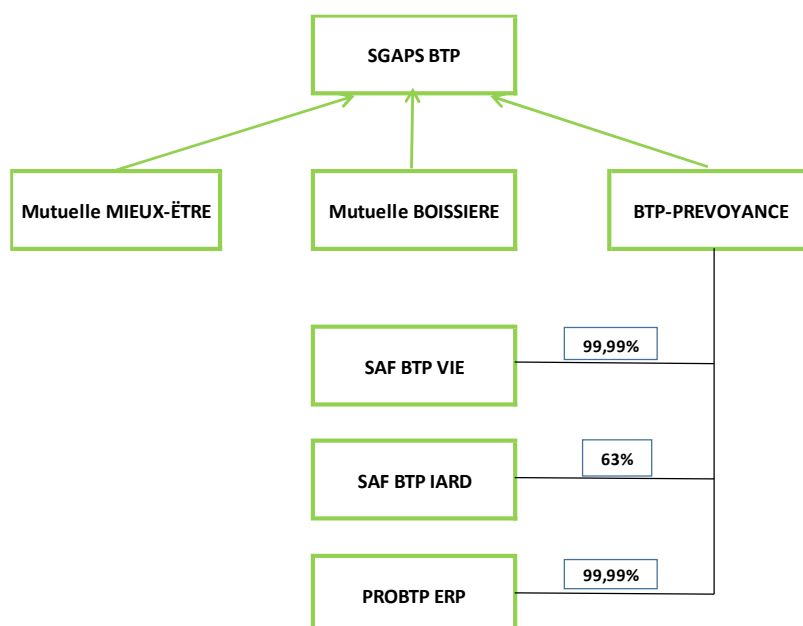 SGAPS BTP
Mutuelle MIEUX-ËTRE
Mutuelle BOISSIERE
BTP-PREVOYANCE
99,99%
SAF BTP VIE
63%
SAF BTP IARD
99,99%
PROBTP ERP